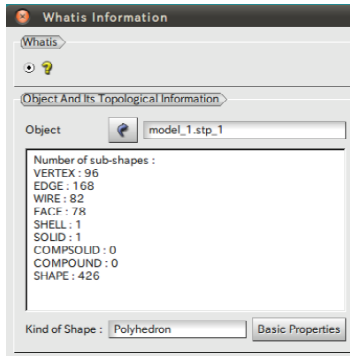 Whatis Information
Whatis
Object And Its Topological Information
Object
model_1.stp_1
Number of sub-shapes :
VERTEX : 96
EDGE : 168
WIRE : 82
FACE : 78
SHELL : 1
SOLID : 1
COMPSOLID : 0
COMPOUND : 0
SHAPE : 426
Kind of Shape : Polyhedron Basic Properties